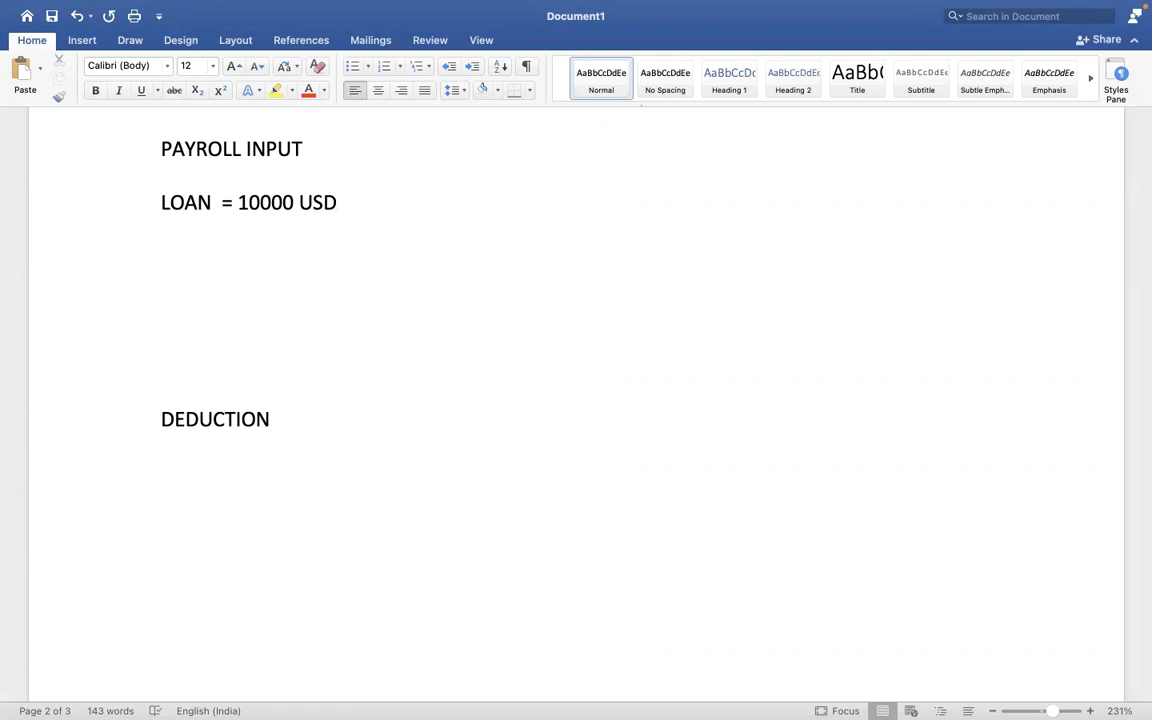 Document1
Search in Document
Home Insert Draw Design Layout References Mailings Review View Share
Paste
Calibri (Body) 12
AaBbCcDdEe AaBbCcDdEe AaBbCcDc AaBbCcDdEe AaBb( AaBbCcDdEe AaBbCcDdEe AaBbCcDdEe
Normal No Spacing Heading 1 Heading 2 Title Subtitle Subtle Emph... Emphasis
Styles
Pane
PAYROLL INPUT
LOAN  = 10000 USD
DEDUCTION
Page 2 of 3 143 words English (India) Focus 231%